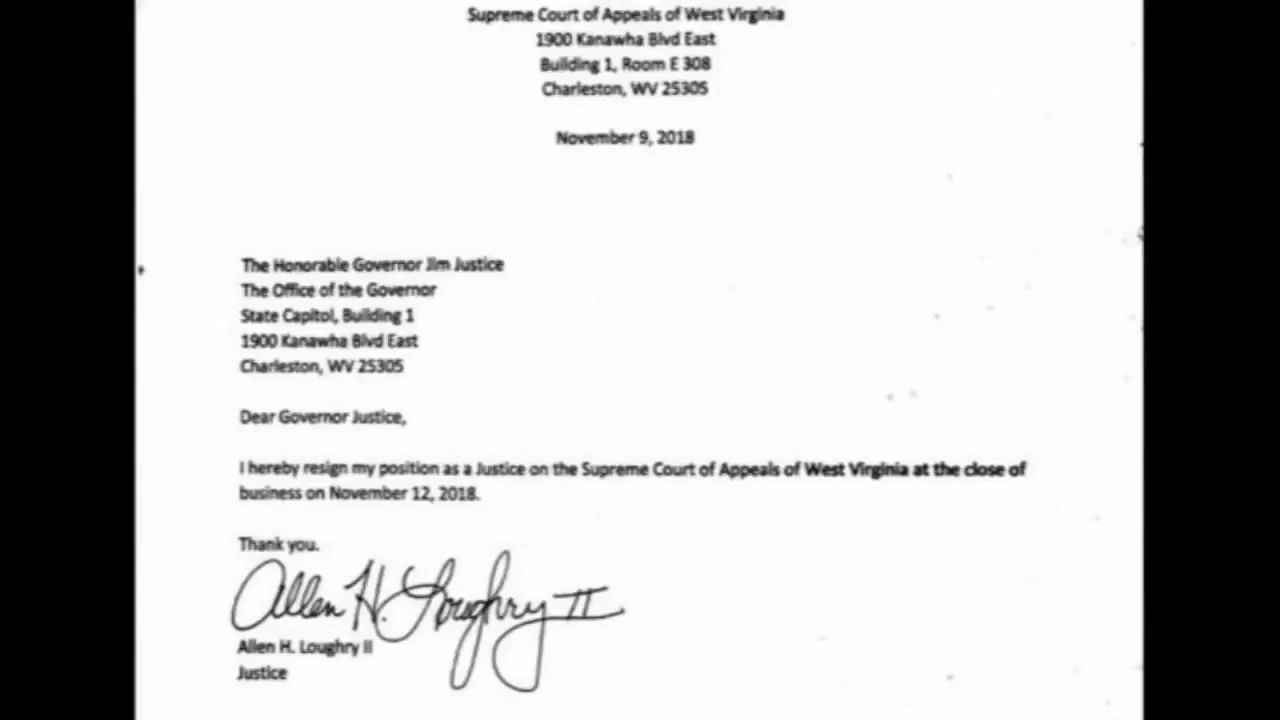 Supreme Court of Appeals of West Virginia
1900 Kanawha Blvd East
Building 1, Room E 308
Charleston, WV 25305
November 9, 2018
The Honorable Governor Jim Justice
The Office of the Governor
State Capitol, Building 1
1900 Kanawha Blvd East
Charleston, WV 25305
Dear Governor Justice,
I hereby resign my position as a Justice on the Supreme Court of Appeals of West Virginia at the close of
business on November 12, 2018.
Thank you.
Allen H. Loughry II
Allen H. Loughry II
Justice